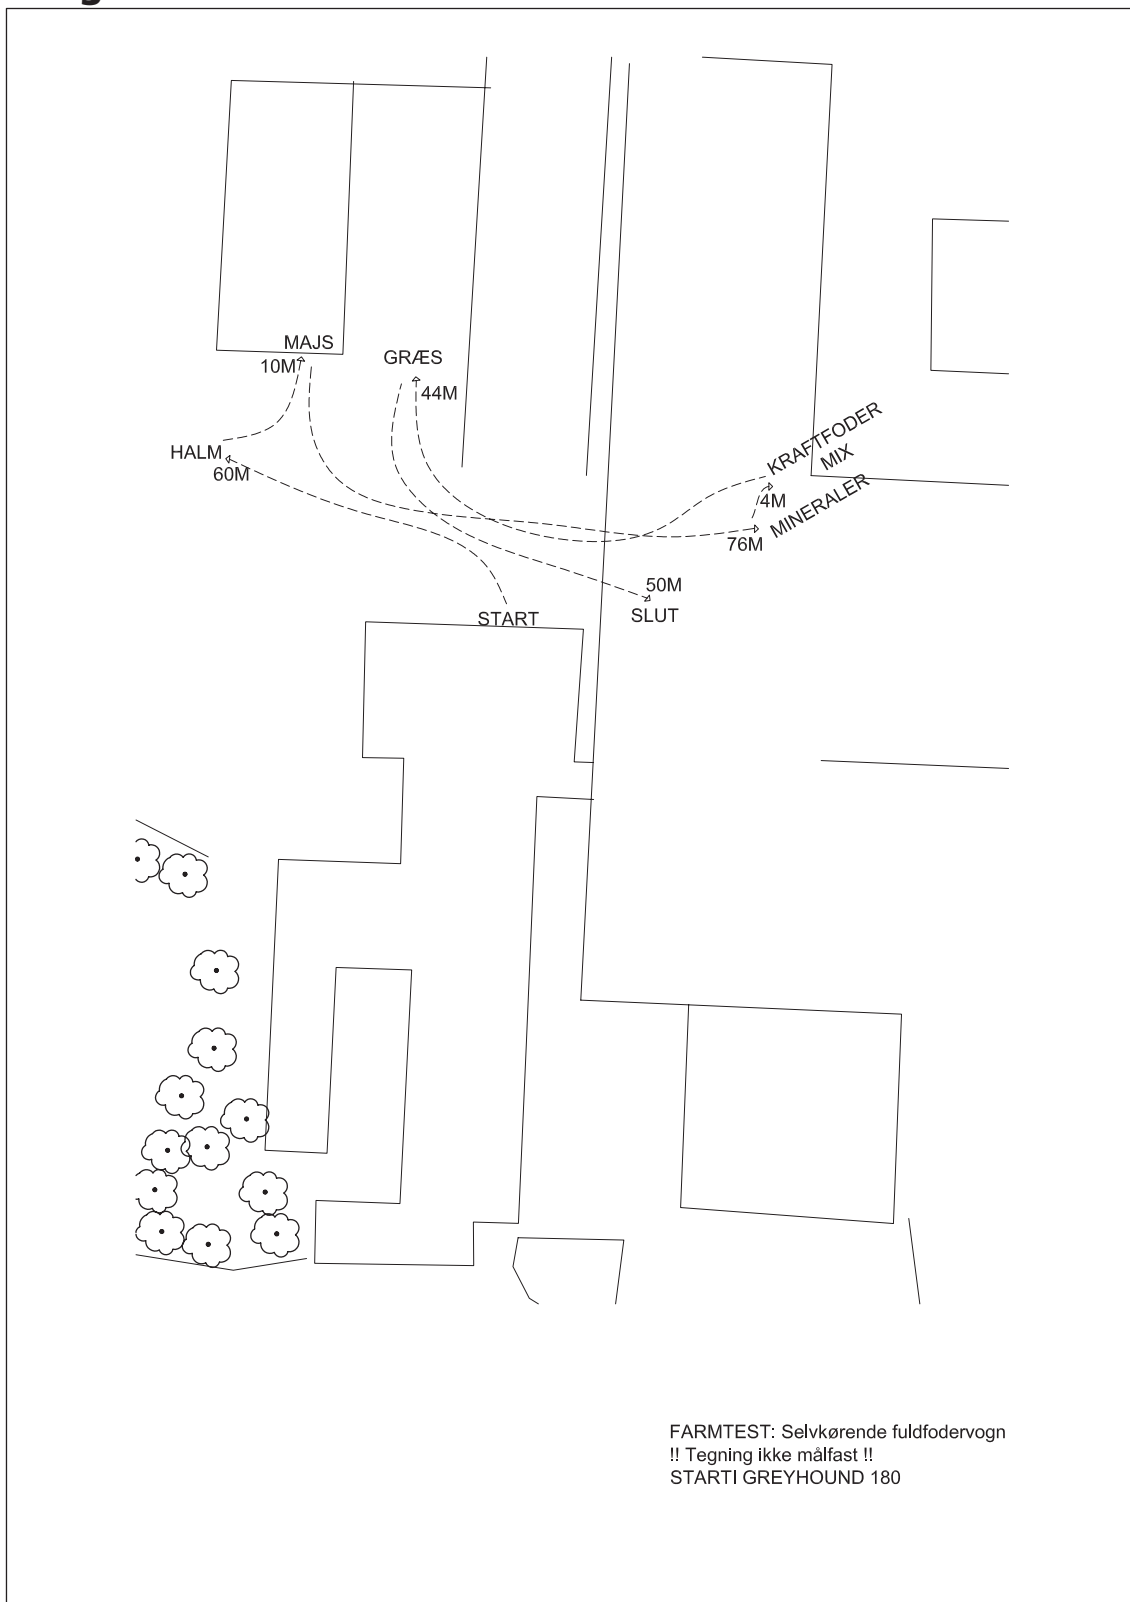 MAJS
10M
GRÆS
44M
HALM
60M
KRAFTFODER
MIX
4M
MINERALER
76M
50M
START
SLUT
FARMTEST: Selvkørende fuldfodervogn
!! Tegning ikke målfast !!
STARTI GREYHOUND 180